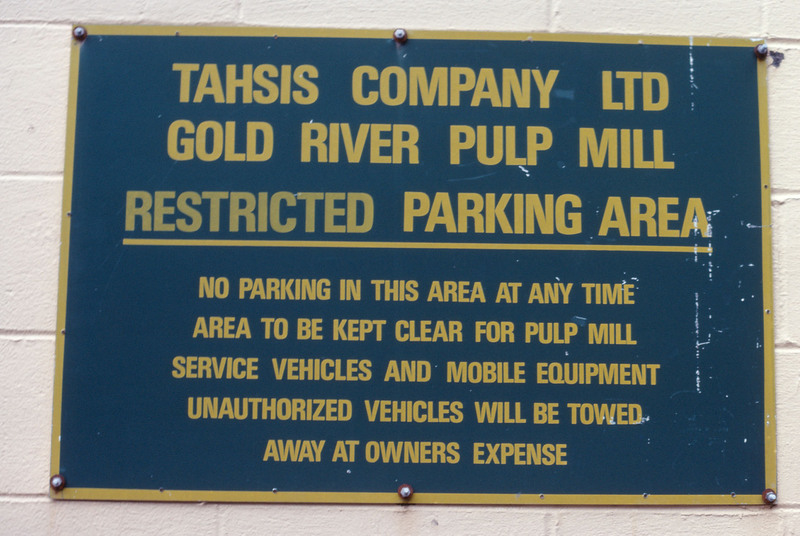 TAHSIS COMPANY LTD
GOLD RIVER PULP MILL
RESTRICTED PARKING AREA
NO PARKING IN THIS AREA AT ANY TIME
AREA TO BE KEPT CLEAR FOR PULP MILL
SERVICE VEHICLES AND MOBILE EQUIPMENT
UNAUTHORIZED VEHICLES WILL BE TOWED
AWAY AT OWNERS EXPENSE